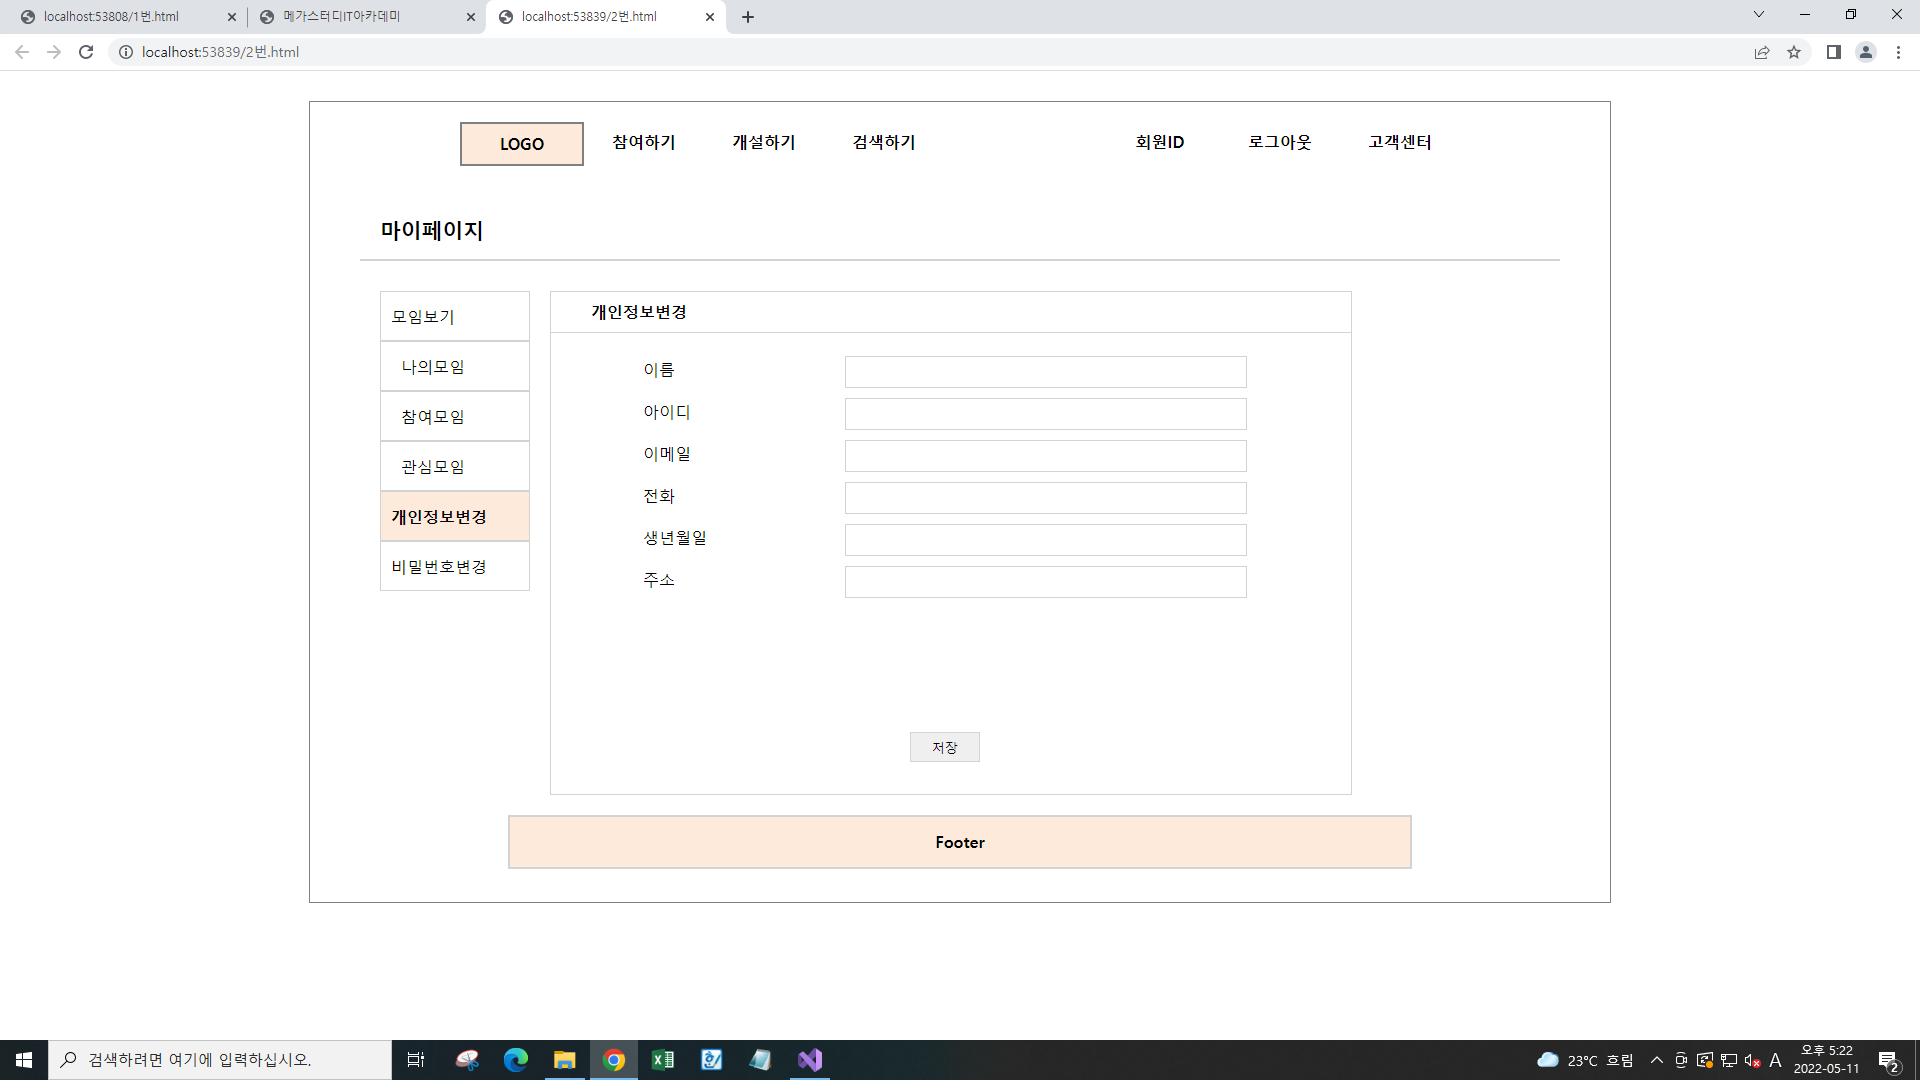 localhost:53808/1번.html
메가스터디IT아카데미
localhost:53839/2번.html
localhost:53839/2번.html
LOGO 참여하기 개설하기 검색하기 회원ID 로그아웃 고객센터
마이페이지
모임보기
나의모임
참여모임
관심모임
개인정보변경
비밀번호변경
개인정보변경
이름
아이디
이메일
전화
생년월일
주소
저장
Footer
검색하려면 여기에 입력하십시오.
23°C 흐림
A
오후 5:22
2022-05-11
2